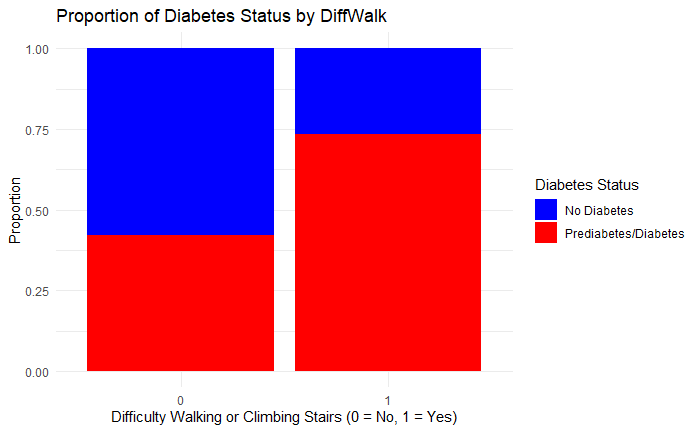 Proportion of Diabetes Status by DiffWalk
1.00
0.75
0.50
0.25
0.00
Proportion
0 1
Difficulty Walking or Climbing Stairs (0 = No, 1 = Yes)
Diabetes Status
No Diabetes
Prediabetes/Diabetes